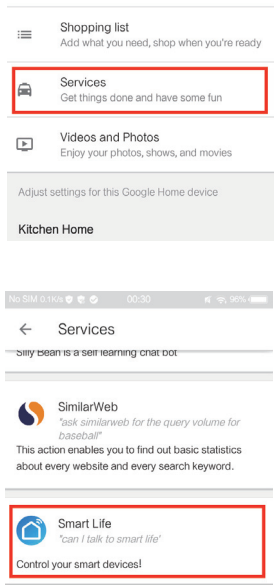 Shopping list
Add what you need, shop when you're ready
Services
Get things done and have some fun
Videos and Photos
Enjoy your photos, shows, and movies
Adjust settings for this Google Home device
Kitchen Home
No SIM 0.1K/s 00:30 96%
Services
Silly Bean is a self learning chat bot
SimilarWeb
"ask similarweb for the query volume for
baseball"
This action enables you to find out basic statistics
about every website and every search keyword.
Smart Life
"can I talk to smart life"
Control your smart devices!